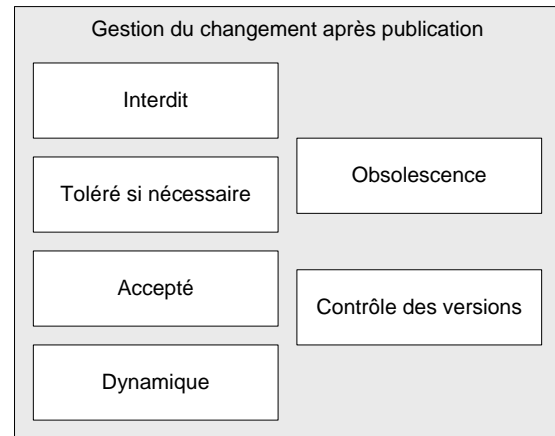 Gestion du changement après publication
Interdit
Toléré si nécessaire
Accepté
Dynamique
Obsolescence
Contrôle des versions